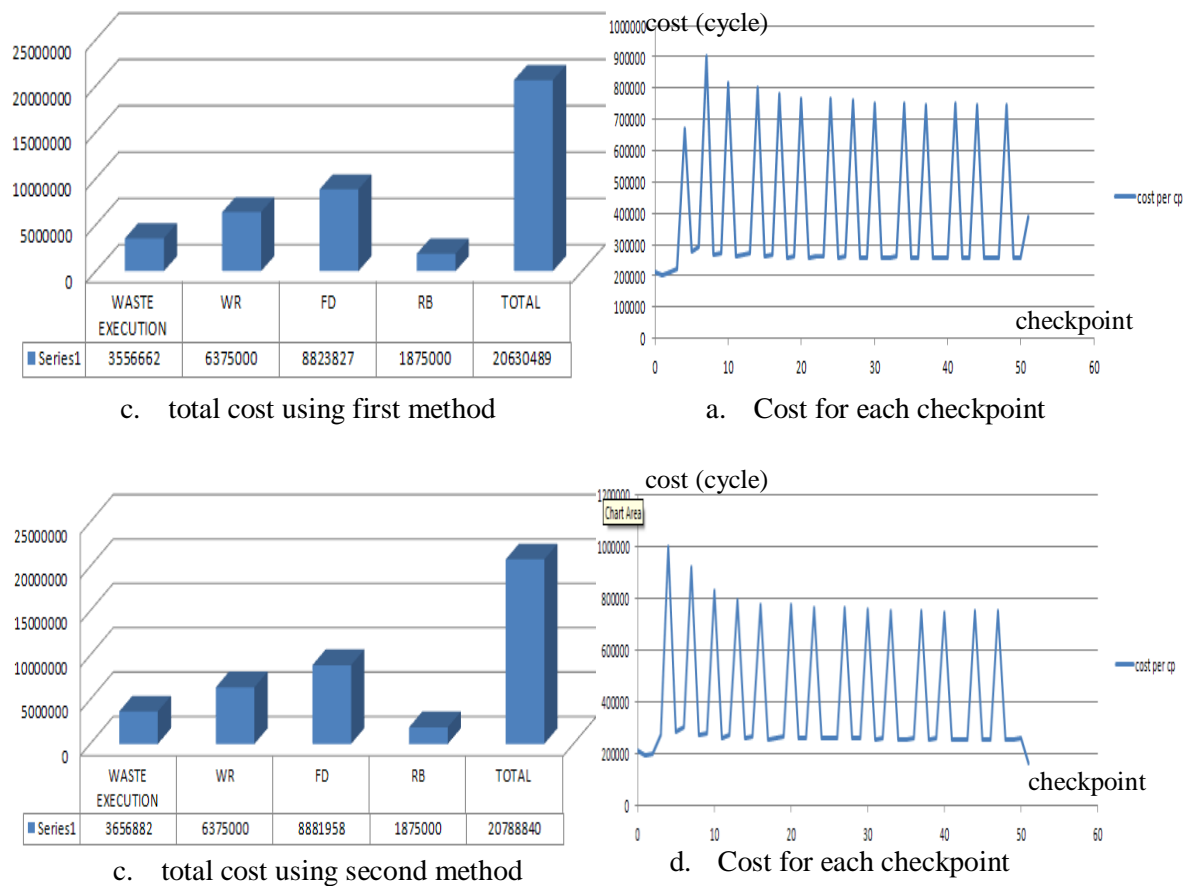 25000000
20000000
15000000
10000000
5000000
0
WASTE EXECUTION WR FD RB TOTAL
Series1 3556662 6375000 8823827 1875000 20630489
c. total cost using first method
cost (cycle)
1000000
900000
800000
700000
600000
500000
400000
300000
200000
100000
0
cost per cp
checkpoint
0 10 20 30 40 50 60
a. Cost for each checkpoint
25000000
20000000
15000000
10000000
5000000
0
WASTE EXECUTION WR FD RB TOTAL
Series1 3656882 6375000 8881958 1875000 20788840
c. total cost using second method
cost (cycle)
1200000
Chart Area
1000000
800000
600000
400000
200000
0
cost per cp
checkpoint
0 10 20 30 40 50 60
d. Cost for each checkpoint